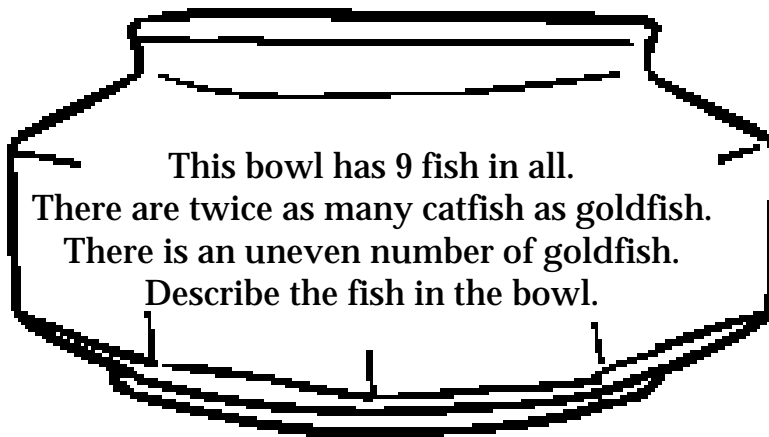 This bowl has 9 fish in all.
There are twice as many catfish as goldfish.
There is an uneven number of goldfish.
Describe the fish in the bowl.